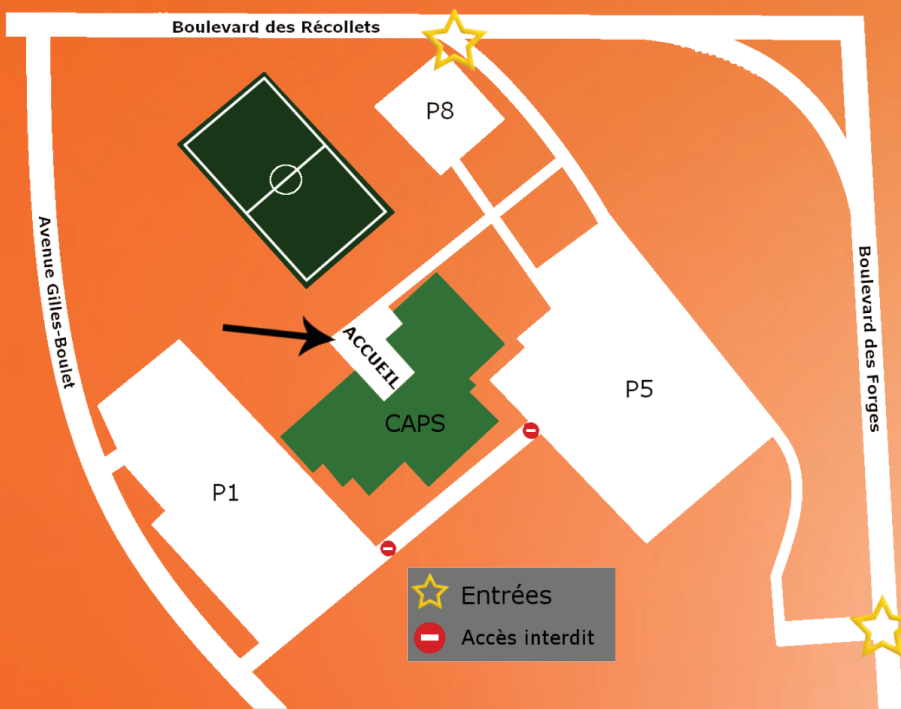 Boulevard des Récollets
P8
Avenue Gilles-Boulet
Boulevard des Forges
ACCUEIL
P5
CAPS
P1
Entrées
Accès interdit